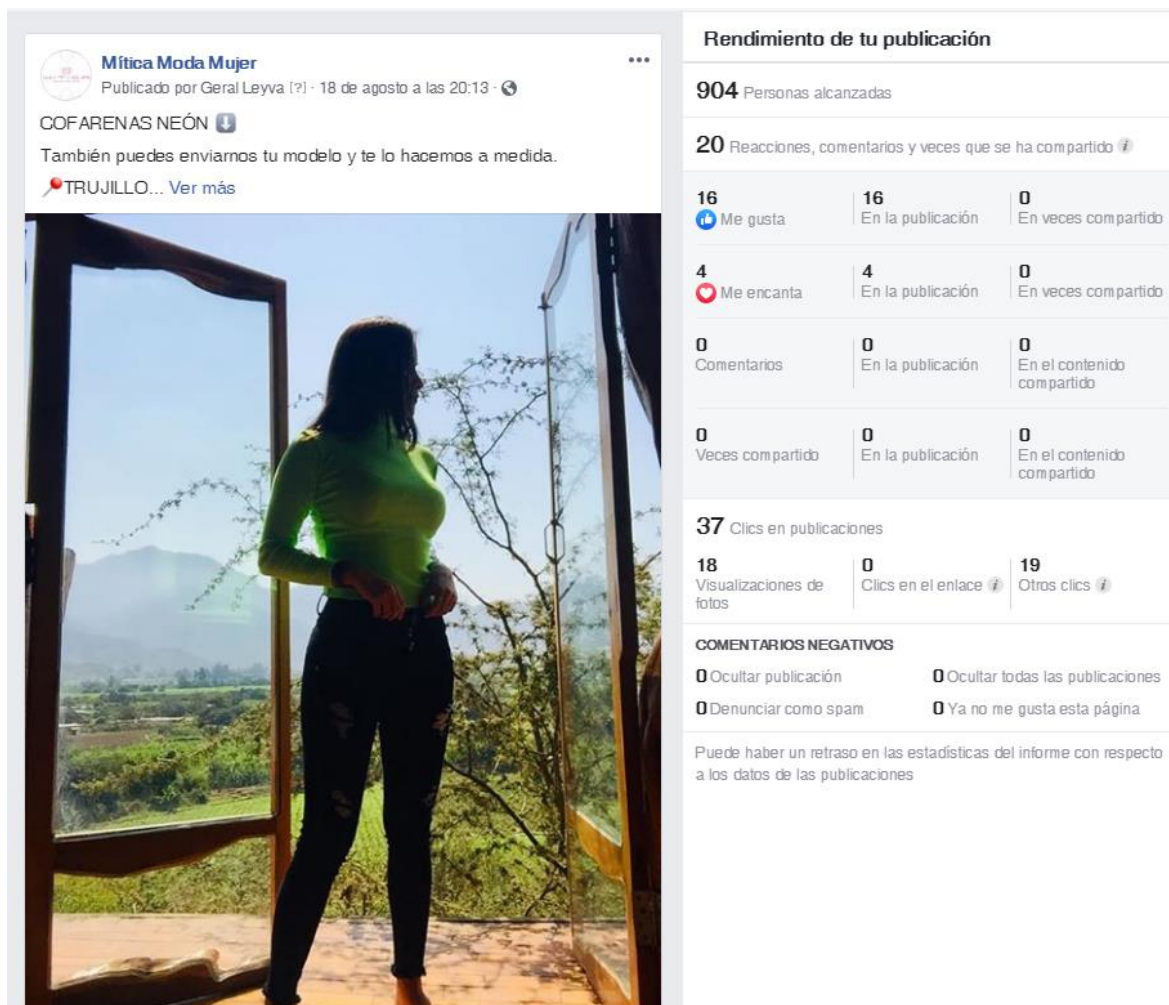 Mítica Moda Mujer
Publicado por Geral Leyva [?] · 18 de agosto a las 20:13 ·
COFARENAS NEÓN
También puedes enviarnos tu modelo y te lo hacemos a medida.
TRUJILLO... Ver más
Rendimiento de tu publicación
904 Personas alcanzadas
20 Reacciones, comentarios y veces que se ha compartido
16
Me gusta
16
En la publicación
0
En veces compartido
4
Me encanta
4
En la publicación
0
En veces compartido
0
Comentarios
0
En la publicación
0
En el contenido
compartido
0
Veces compartido
0
En la publicación
0
En el contenido
compartido
37 Clics en publicaciones
18
Visualizaciones de
fotos
0
Clics en el enlace
19
Otros clics
COMENTARIOS NEGATIVOS
0 Ocultar publicación
0 Ocultar todas las publicaciones
0 Denunciar como spam
0 Ya no me gusta esta página
Puede haber un retraso en las estadísticas del informe con respecto
a los datos de las publicaciones